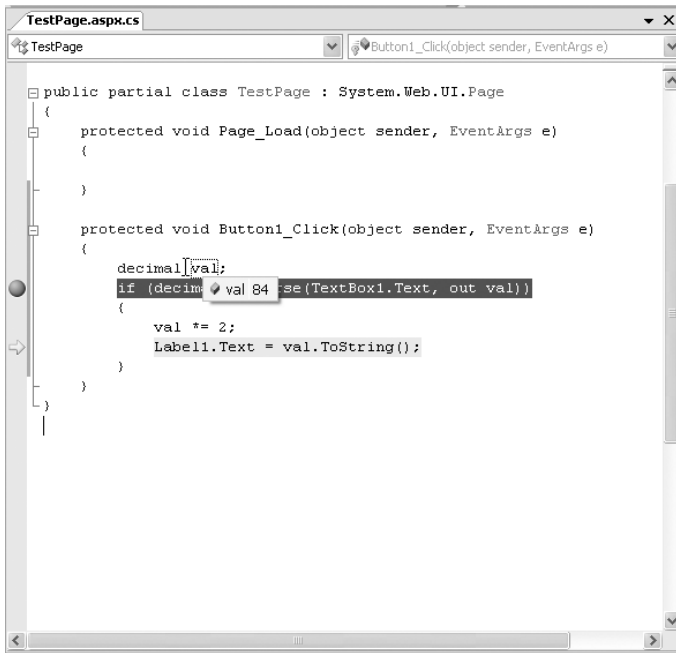 TestPage.aspx.cs
TestPage
Button1_Click(object sender, EventArgs e)
public partial class TestPage : System.Web.UI.Page
{
protected void Page_Load(object sender, EventArgs e)
{
}
protected void Button1_Click(object sender, EventArgs e)
{
decimal val;
if (decim rse(TextBox1.Text, out val))
val 84
{
val *= 2;
Label1.Text = val.ToString();
}
}
}